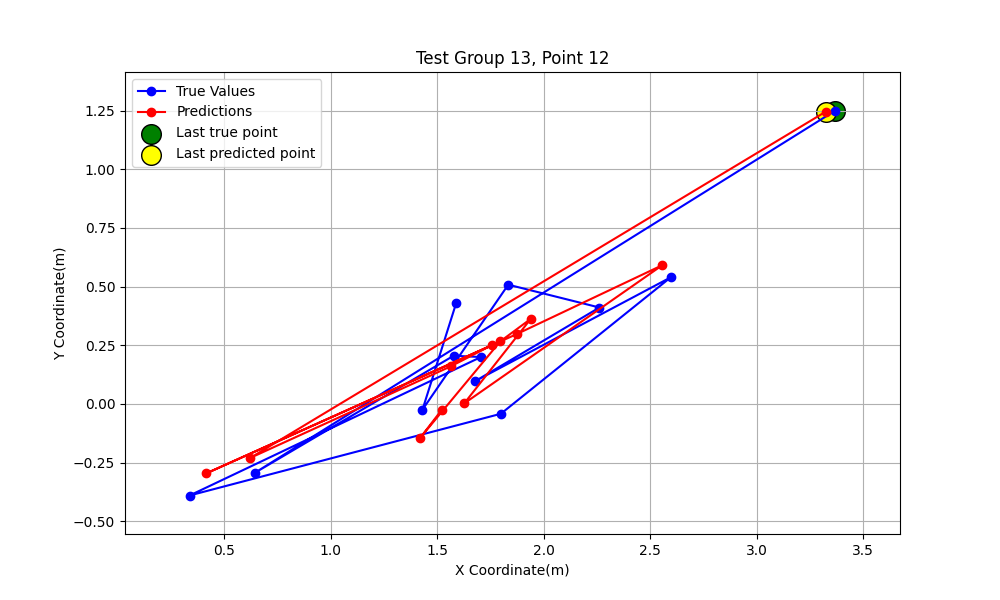 Test Group 13, Point 12
True Values
Predictions
Last true point
Last predicted point
1.25
1.00
0.75
0.50
0.25
0.00
−0.25
−0.50
Y Coordinate(m)
0.5 1.0 1.5 2.0 2.5 3.0 3.5
X Coordinate(m)